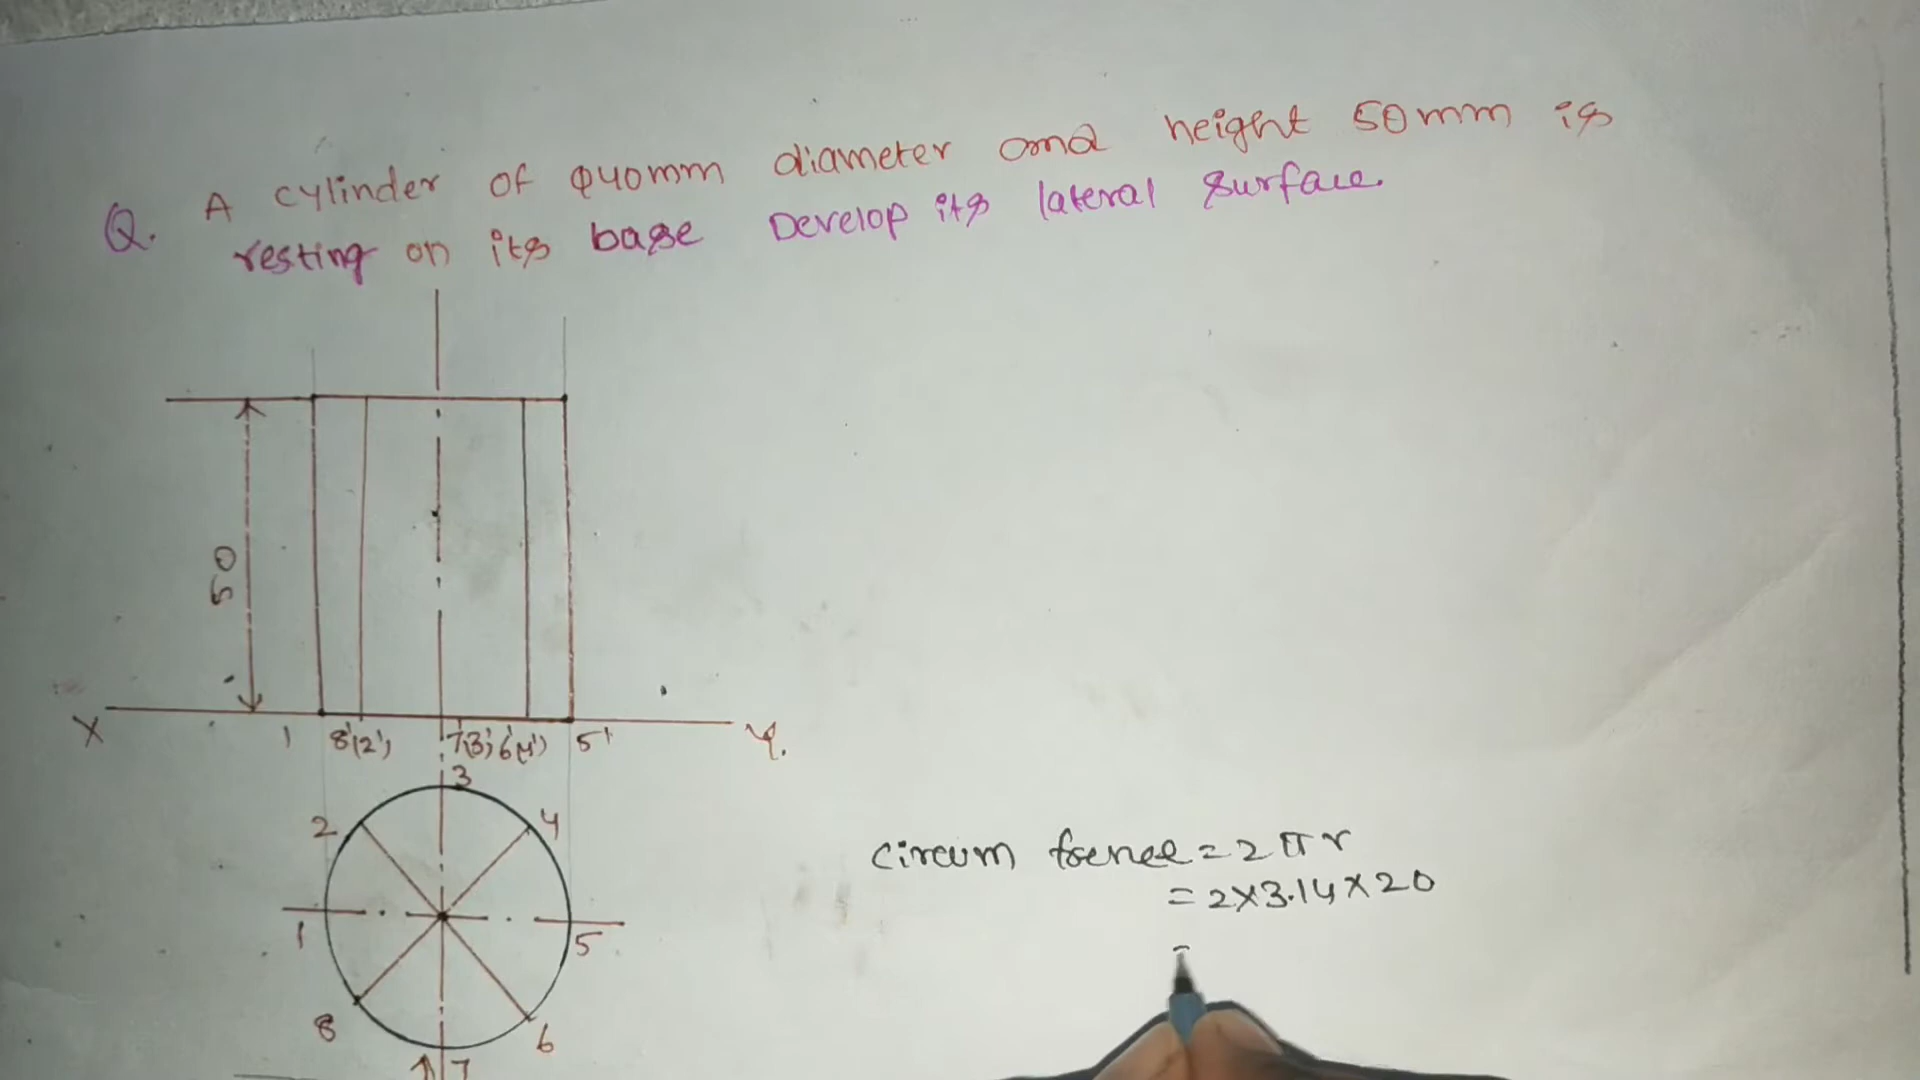 Q. A cylinder of φ40mm diameter and height 50mm is
resting on its base Develop its lateral surface.
50
X 1 8'(2') 7'(3') 6'(4') 5' Y.
3
2 4
1 5
8 6
7
circum ference = 2πr
= 2×3.14×20
=